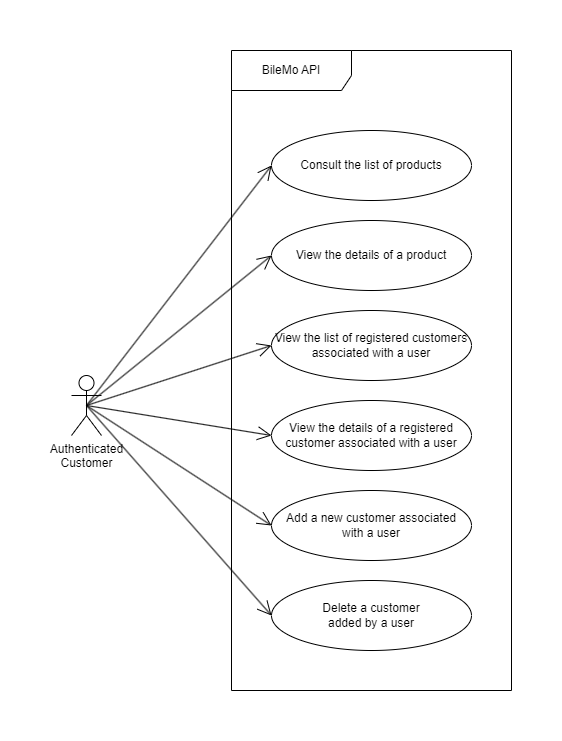 BileMo API
Consult the list of products
View the details of a product
View the list of registered customers
associated with a user
View the details of a registered
customer associated with a user
Authenticated
Customer
Add a new customer associated
with a user
Delete a customer
added by a user